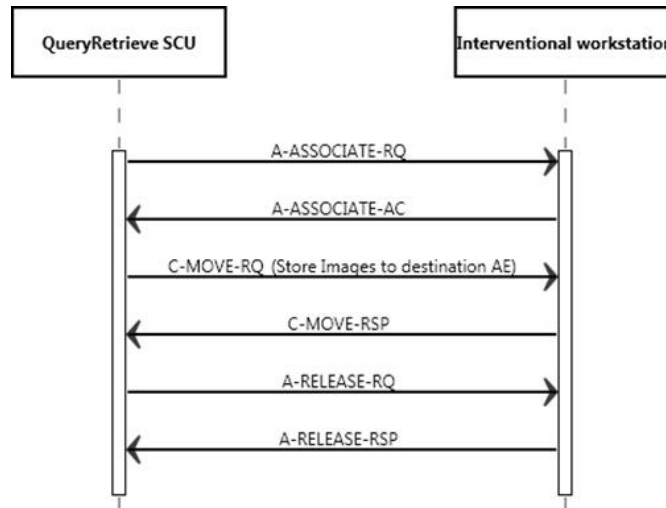 QueryRetrieve SCU
Interventional workstation
A-ASSOCIATE-RQ
A-ASSOCIATE-AC
C-MOVE-RQ (Store Images to destination AE)
C-MOVE-RSP
A-RELEASE-RQ
A-RELEASE-RSP